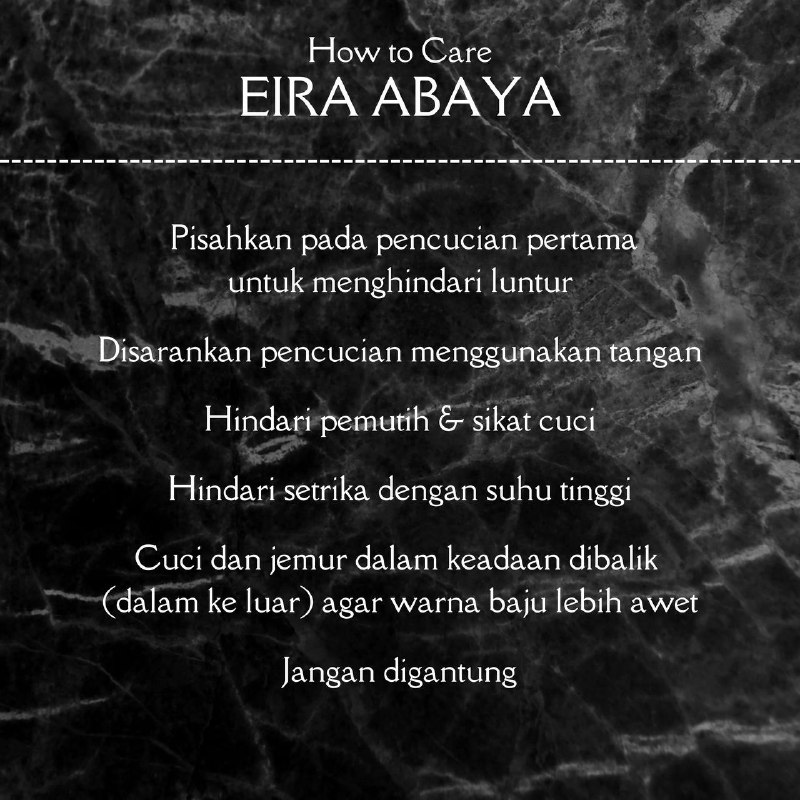 How to Care
EIRA ABAYA
Pisahkan pada pencucian pertama
untuk menghindari luntur
Disarankan pencucian menggunakan tangan
Hindari pemutih & sikat cuci
Hindari setrika dengan suhu tinggi
Cuci dan jemur dalam keadaan dibalik
(dalam ke luar) agar warna baju lebih awet
Jangan digantung